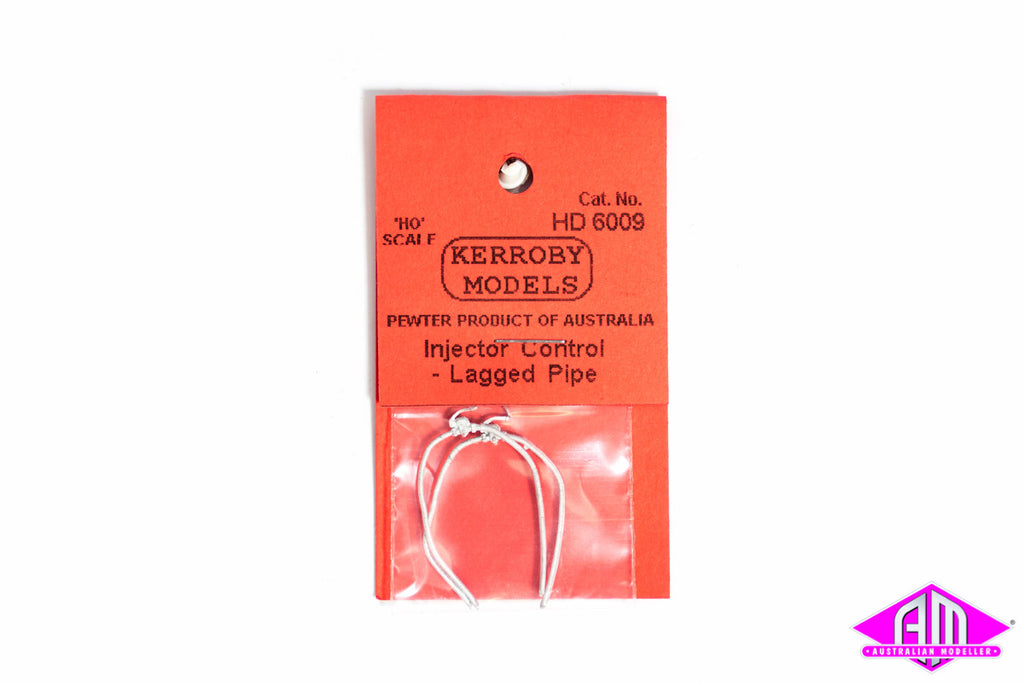 Cat. No.
HD 6009
'HO'
SCALE
KERROBY
MODELS
PEWTER PRODUCT OF AUSTRALIA
Injector Control
- Lagged Pipe
AM
®
• AUSTRALIAN MODELLER •